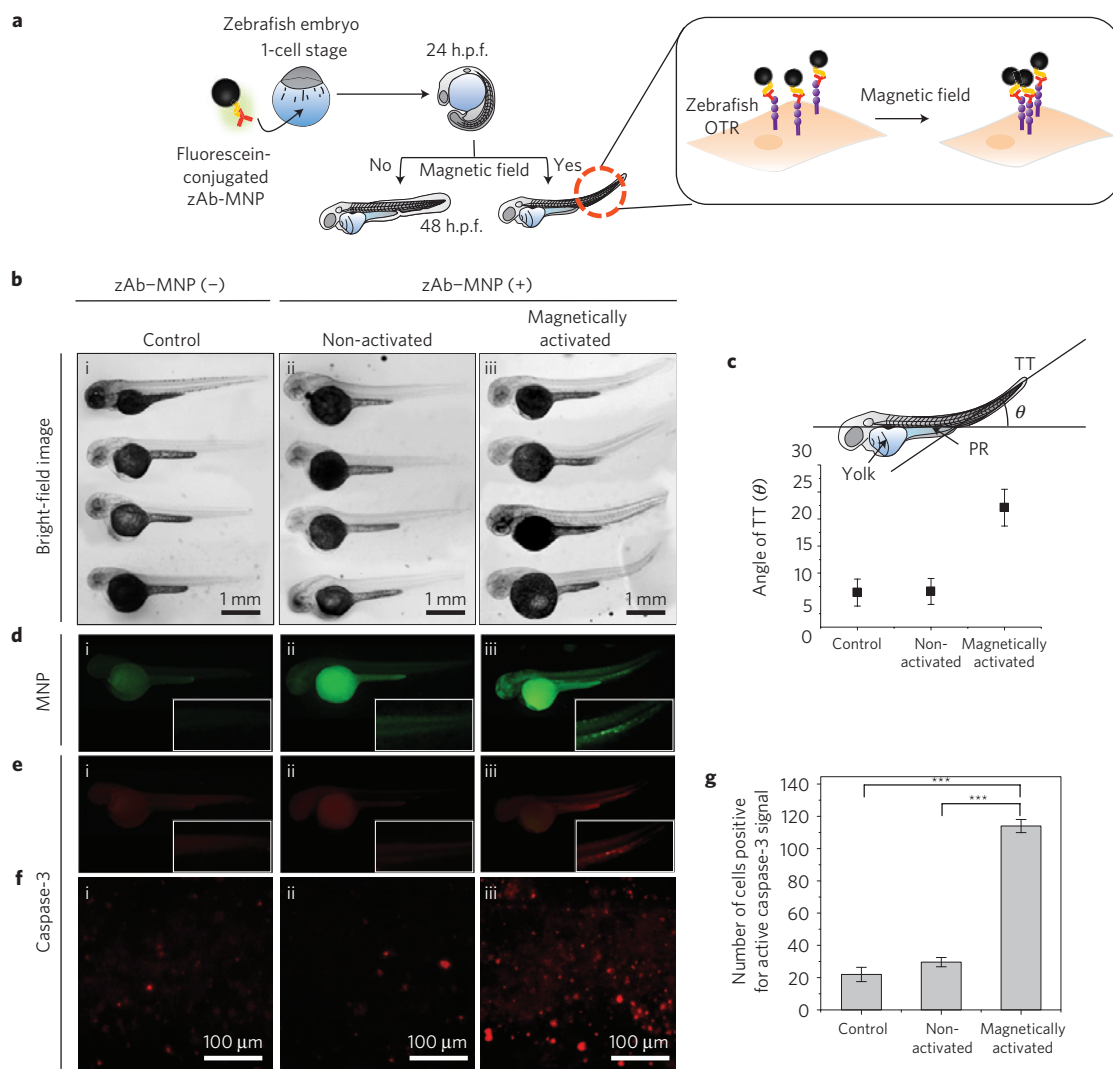 a
Zebrafish embryo
1-cell stage
24 h.p.f.
Fluorescein-
conjugated
zAb-MNP
No
Magnetic field
Yes
48 h.p.f.
Zebrafish
OTR
Magnetic field
b
zAb–MNP (−)
zAb–MNP (+)
Control
Non-activated
Magnetically
activated
Bright-field image
i
ii
iii
1 mm
1 mm
1 mm
c
TT
θ
PR
Yolk
Angle of TT (θ)
30
20
10
5
0
Control
Non-
activated
Magnetically
activated
d
MNP
i
ii
iii
e
Caspase-3
i
ii
iii
f
i
ii
iii
100 μm
100 μm
100 μm
g
Number of cells positive
for active caspase-3 signal
140
120
100
80
60
40
20
0
***
***
Control
Non-
activated
Magnetically
activated